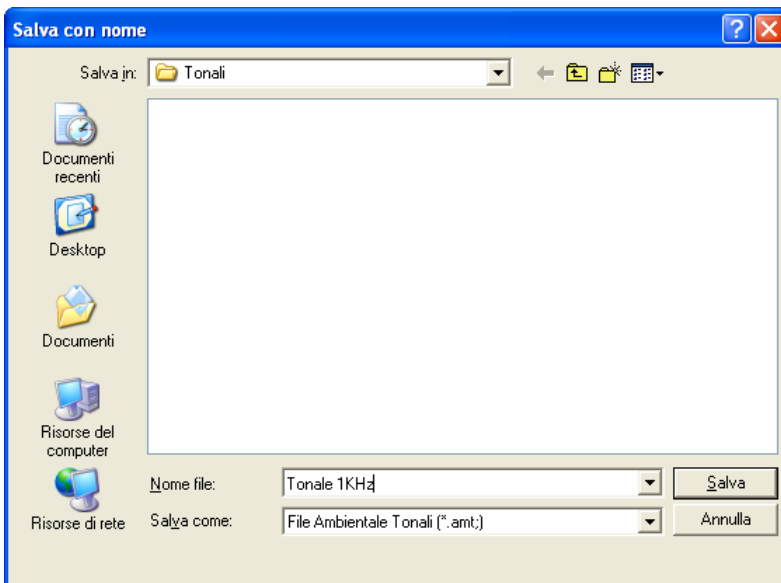 Salva con nome
Salva in:
Tonali
Documenti
recenti
Desktop
Documenti
Risorse del
computer
Risorse di rete
Nome file:
Tonale 1KHz
Salva
Salva come:
File Ambientale Tonali (*.amt;)
Annulla